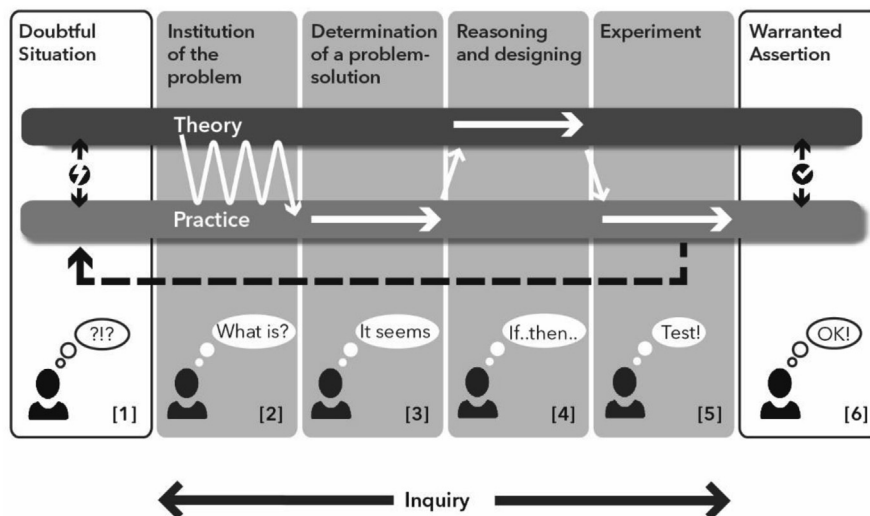 Doubtful
Situation
Institution
of the
problem
Determination
of a problem-
solution
Reasoning
and designing
Experiment
Warranted
Assertion
Theory
Practice
?!?
What is?
It seems
If..then..
Test!
OK!
[1]
[2]
[3]
[4]
[5]
[6]
Inquiry